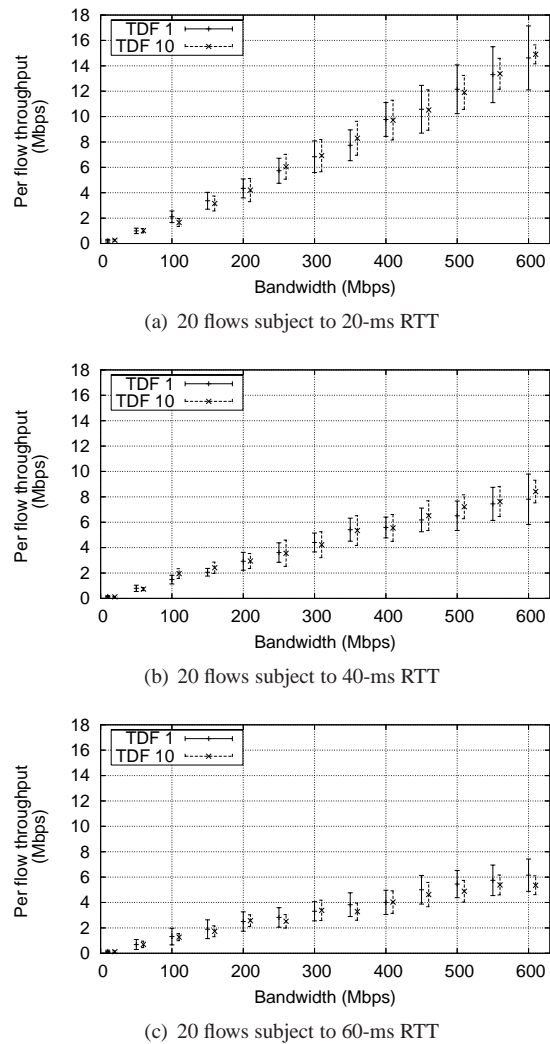 18
16
14
12
10
8
6
4
2
0
Per flow throughput
(Mbps)
TDF 1
TDF 10
0 100 200 300 400 500 600
Bandwidth (Mbps)
(a) 20 flows subject to 20-ms RTT
18
16
14
12
10
8
6
4
2
0
Per flow throughput
(Mbps)
TDF 1
TDF 10
0 100 200 300 400 500 600
Bandwidth (Mbps)
(b) 20 flows subject to 40-ms RTT
18
16
14
12
10
8
6
4
2
0
Per flow throughput
(Mbps)
TDF 1
TDF 10
0 100 200 300 400 500 600
Bandwidth (Mbps)
(c) 20 flows subject to 60-ms RTT